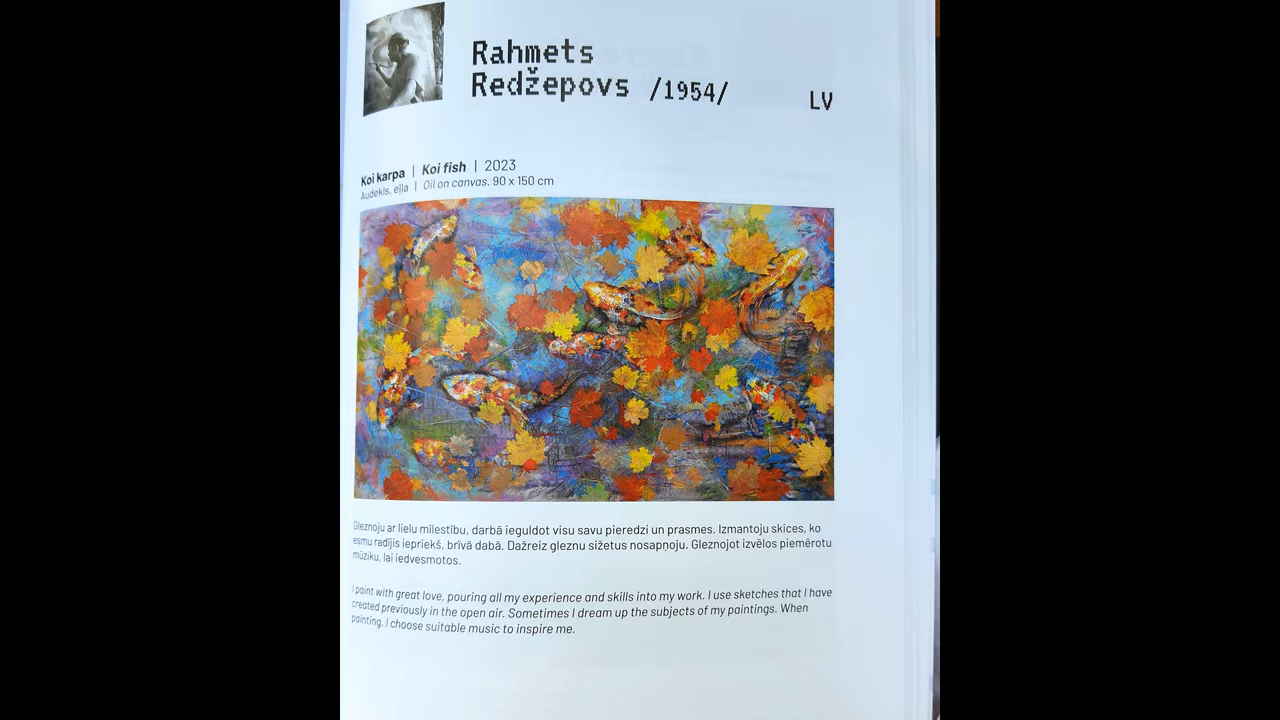 Rahmets
Redžepovs /1954/
LV
Koi karpa | Koi fish | 2023
Audekls, eļļa | Oil on canvas. 90 x 150 cm
Gleznoju ar lielu mīlestību, darbā ieguldot visu savu pieredzi un prasmes. Izmantoju skices, ko
esmu radījis iepriekš, brīvā dabā. Dažreiz gleznu sižetus nosapņoju. Gleznojot izvēlos piemērotu
mūziku, lai iedvesmotos.
I paint with great love, pouring all my experience and skills into my work. I use sketches that I have
created previously in the open air. Sometimes I dream up the subjects of my paintings. When
painting, I choose suitable music to inspire me.